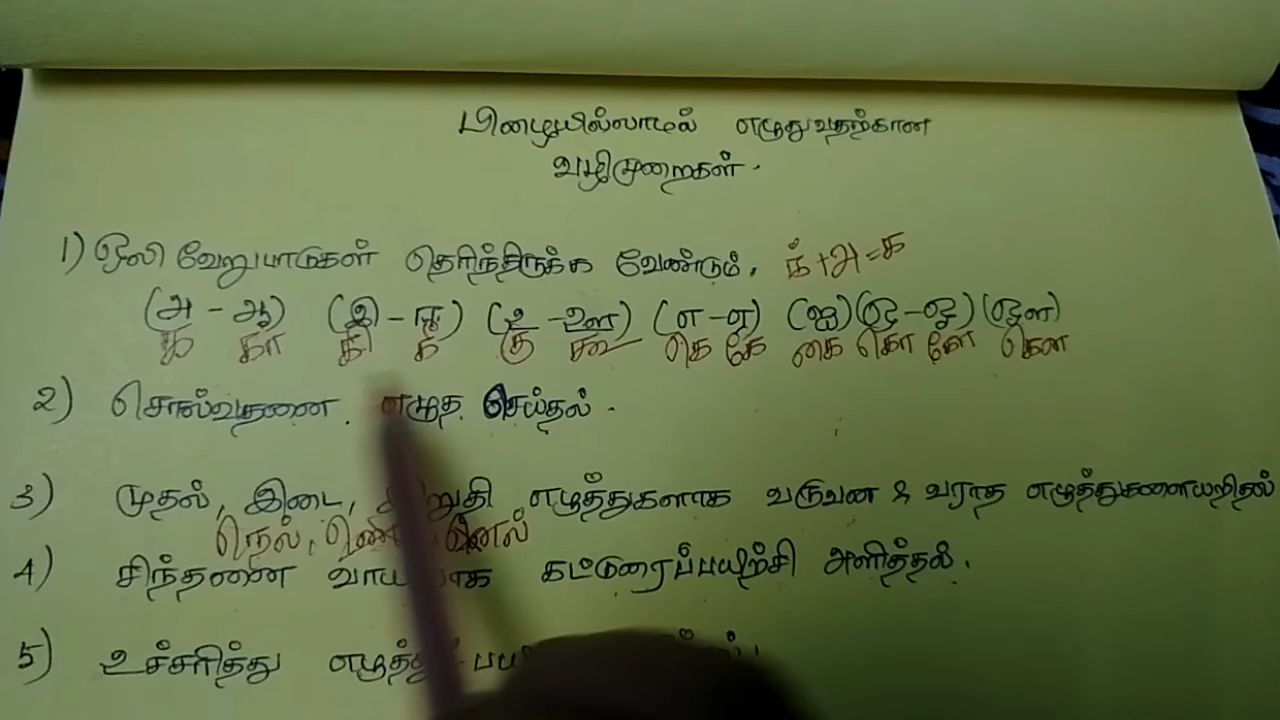 பிழையில்லாமல் எழுதுவதற்கான
வழிமுறைகள்.
1) ஒலி வேறுபாடுகள் தெரிந்திருக்க வேண்டும். க்+அ=க
(அ - ஆ) (இ - ஈ) (உ - ஊ) (எ - ஏ) (ஐ) (ஒ - ஓ) (ஔ)
க கா கி கீ கு கூ கெ கே கை கொ கோ கௌ
2) சொல்வதனை எழுத செய்தல்.
3) முதல், இடை, இறுதி எழுத்துகளாக வருவன & வராத எழுத்துகளையறிதல்
நெல்,
4) சிந்தனை வாயிலாக கட்டுரைப்பயிற்சி அளித்தல்.
5) உச்சரித்து